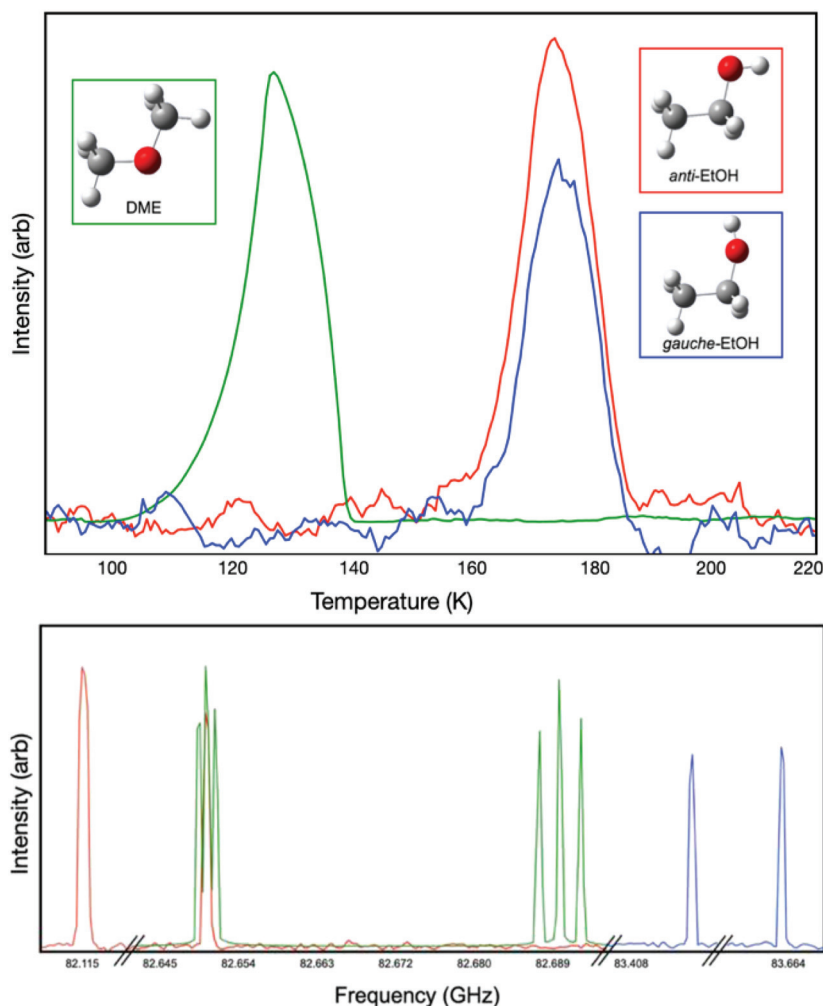 Intensity (arb)
DME
anti-EtOH
gauche-EtOH
100 120 140 160 180 200 220
Temperature (K)
Intensity (arb)
82.115 82.645 82.654 82.663 82.672 82.680 82.689 83.408 83.664
Frequency (GHz)